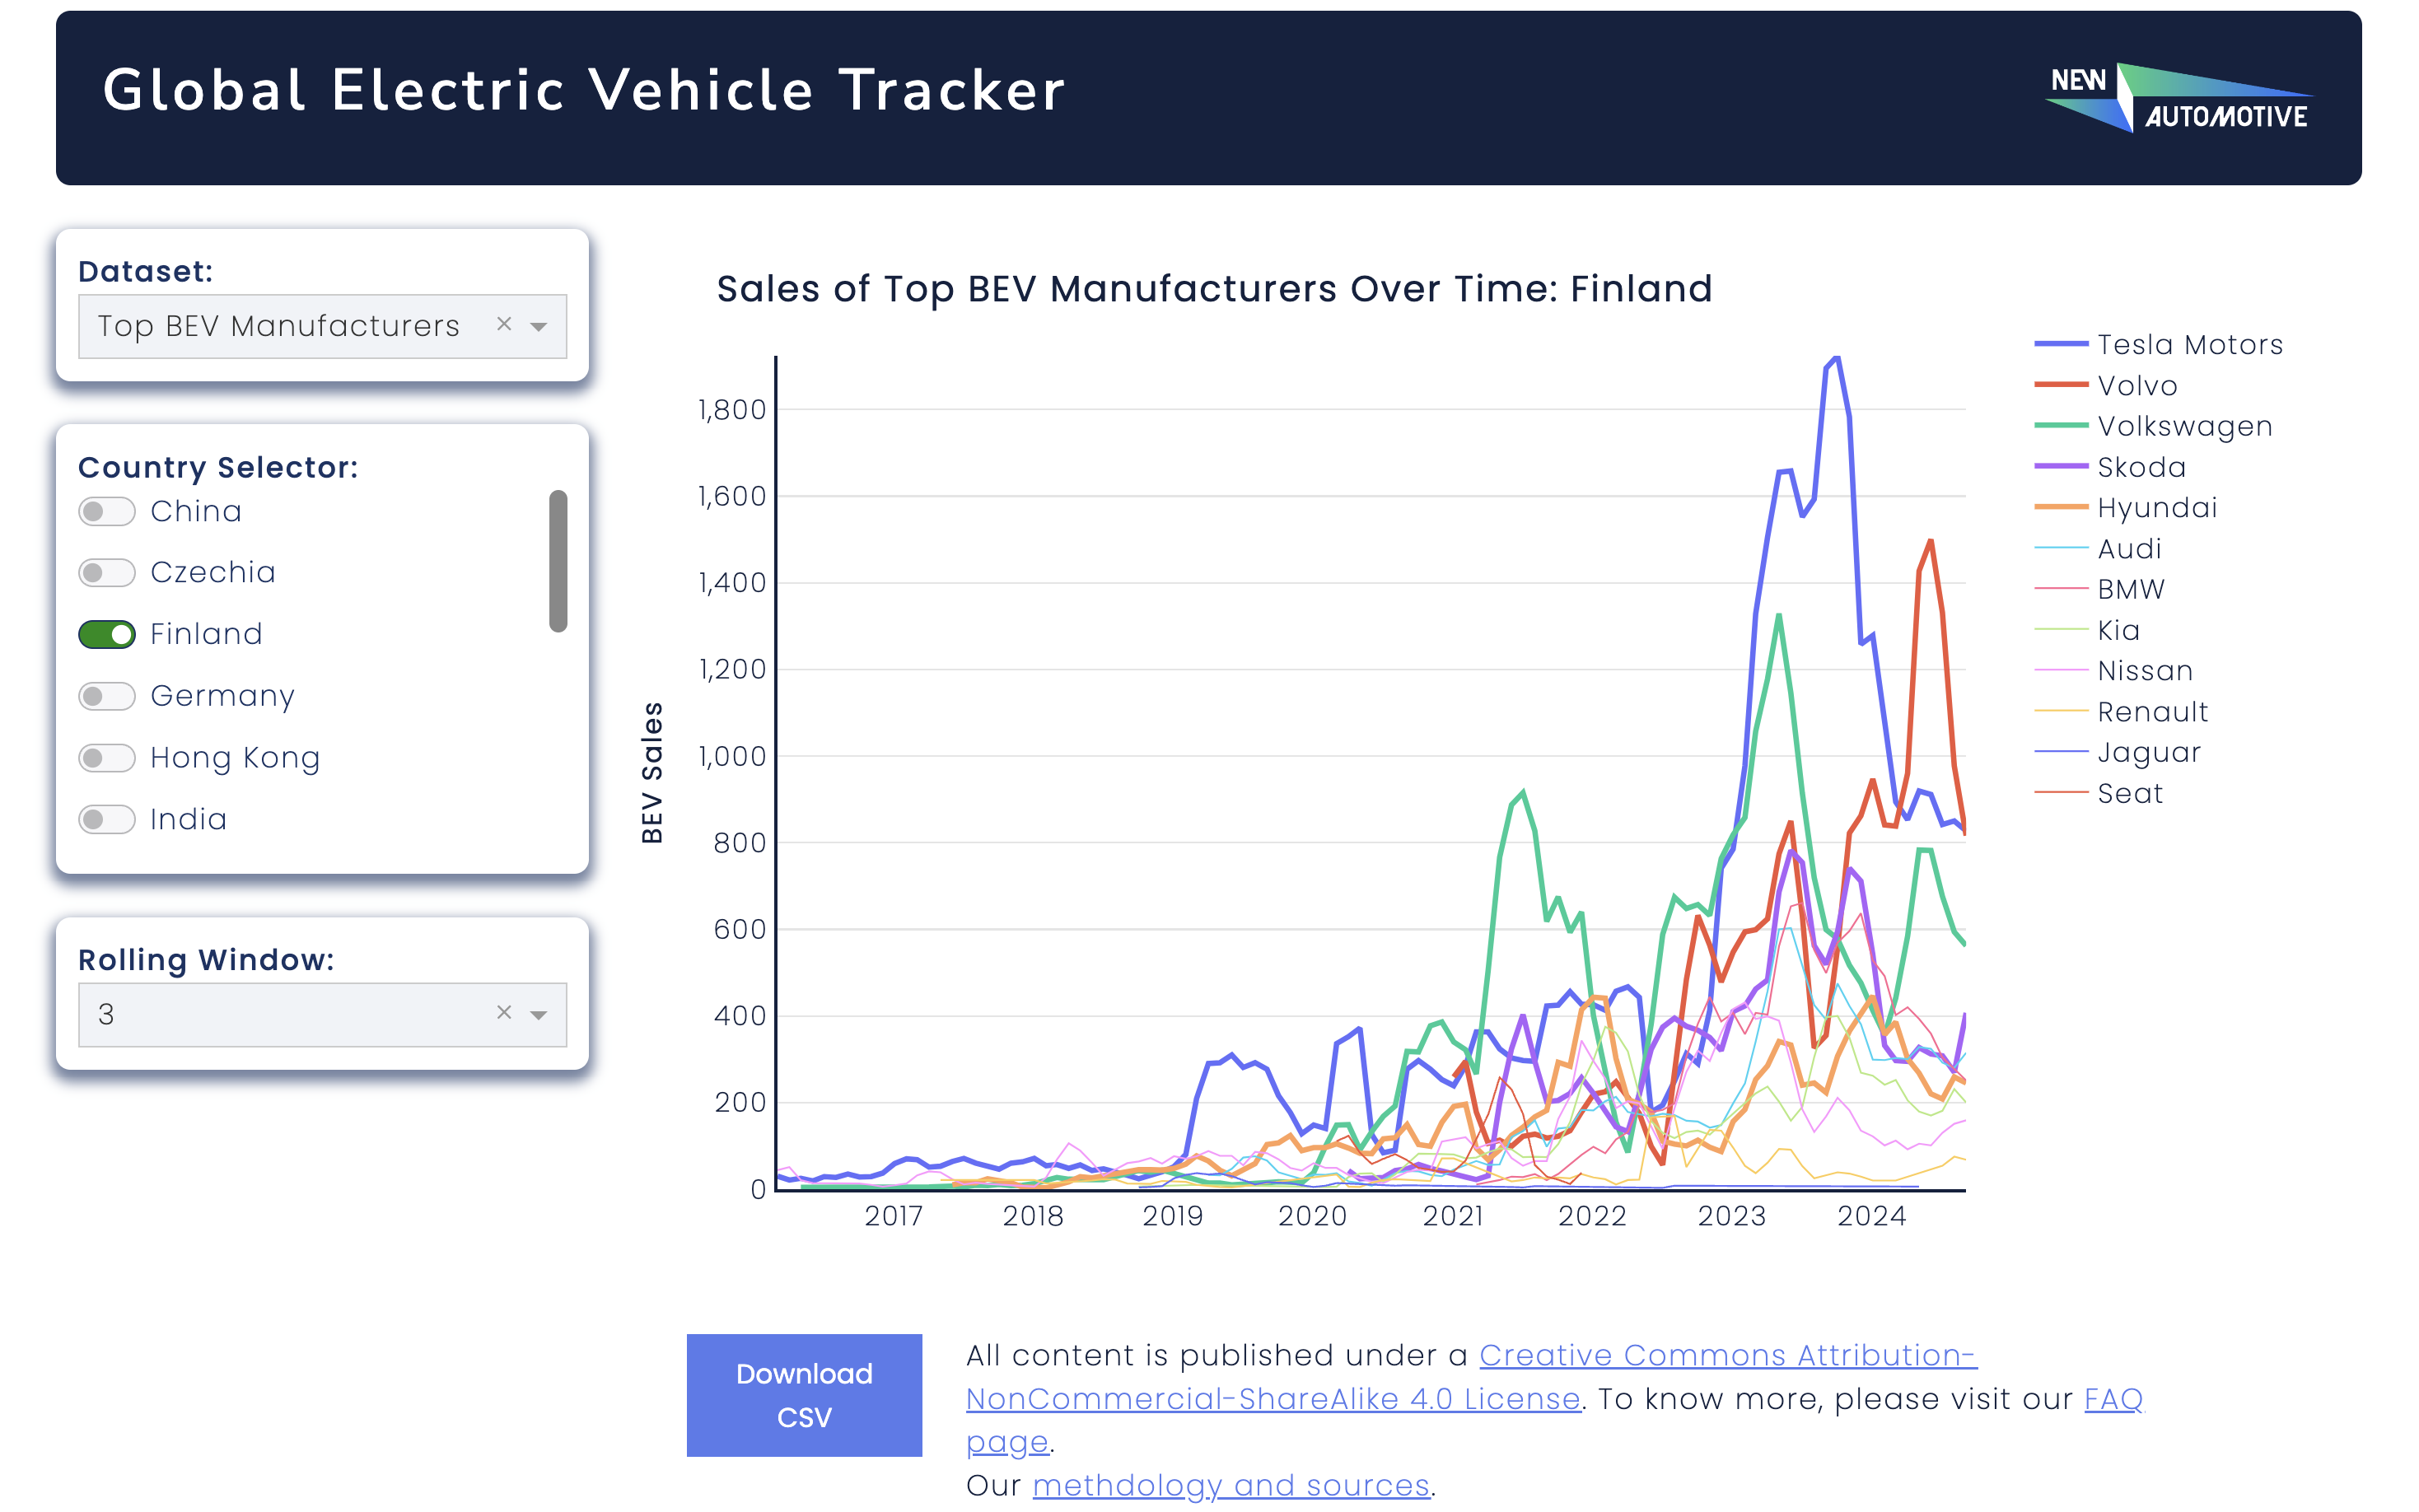 Global Electric Vehicle Tracker
NEW
AUTOMOTIVE
Dataset:
Top BEV Manufacturers
Country Selector:
China
Czechia
Finland
Germany
Hong Kong
India
Rolling Window:
3
Sales of Top BEV Manufacturers Over Time: Finland
BEV Sales
1,800
1,600
1,400
1,200
1,000
800
600
400
200
0
2017 2018 2019 2020 2021 2022 2023 2024
Tesla Motors
Volvo
Volkswagen
Skoda
Hyundai
Audi
BMW
Kia
Nissan
Renault
Jaguar
Seat
Download
CSV
All content is published under a Creative Commons Attribution-
NonCommercial-ShareAlike 4.0 License. To know more, please visit our FAQ
page.
Our methdology and sources.